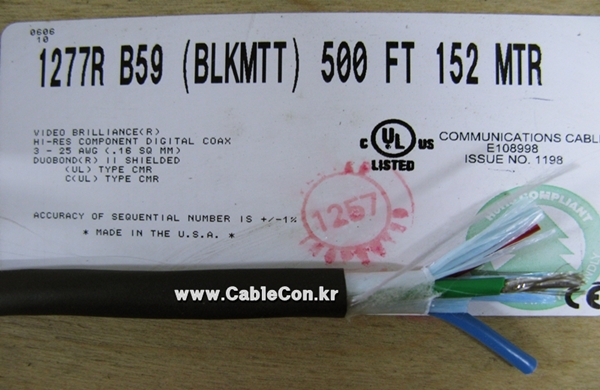 0606
10
1277R B59 (BLKMTT) 500 FT 152 MTR
VIDEO BRILLIANCE(R)
HI-RES COMPONENT DIGITAL COAX
3 - 25 AWG (.16 SQ MM)
DUOBOND(R) II SHIELDED
(UL) TYPE CMR
C(UL) TYPE CMR
C UL US
LISTED
COMMUNICATIONS CABL
E108998
ISSUE NO. 1198
ACCURACY OF SEQUENTIAL NUMBER IS +/-1%
* MADE IN THE U.S.A. *
1257
COMPLIANT
www.CableCon.kr
CE